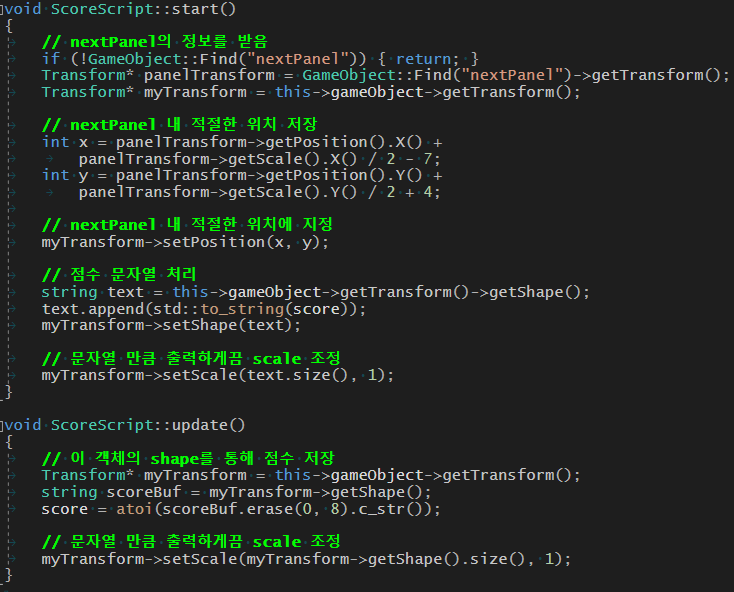 void ScoreScript::start()
{
    // nextPanel의 정보를 받음
    if (!GameObject::Find("nextPanel")) { return; }
    Transform* panelTransform = GameObject::Find("nextPanel")->getTransform();
    Transform* myTransform = this->gameObject->getTransform();

    // nextPanel 내 적절한 위치 저장
    int x = panelTransform->getPosition().X() +
        panelTransform->getScale().X() / 2 - 7;
    int y = panelTransform->getPosition().Y() +
        panelTransform->getScale().Y() / 2 + 4;

    // nextPanel 내 적절한 위치에 지정
    myTransform->setPosition(x, y);

    // 점수 문자열 처리
    string text = this->gameObject->getTransform()->getShape();
    text.append(std::to_string(score));
    myTransform->setShape(text);

    // 문자열 만큼 출력하게끔 scale 조정
    myTransform->setScale(text.size(), 1);
}

void ScoreScript::update()
{
    // 이 객체의 shape를 통해 점수 저장
    Transform* myTransform = this->gameObject->getTransform();
    string scoreBuf = myTransform->getShape();
    score = atoi(scoreBuf.erase(0, 8).c_str());

    // 문자열 만큼 출력하게끔 scale 조정
    myTransform->setScale(myTransform->getShape().size(), 1);
}